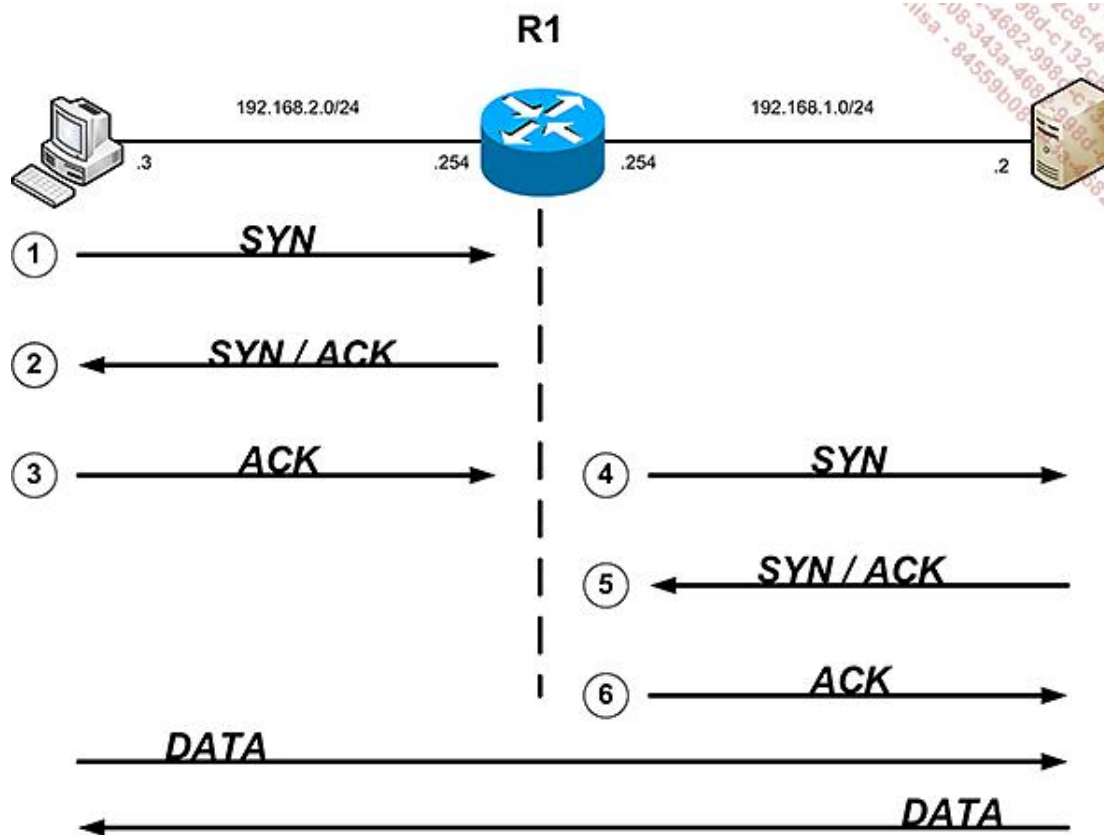 R1
192.168.2.0/24
192.168.1.0/24
.3
.254
.254
.2
1
SYN
2
SYN / ACK
3
ACK
4
SYN
5
SYN / ACK
6
ACK
DATA
DATA